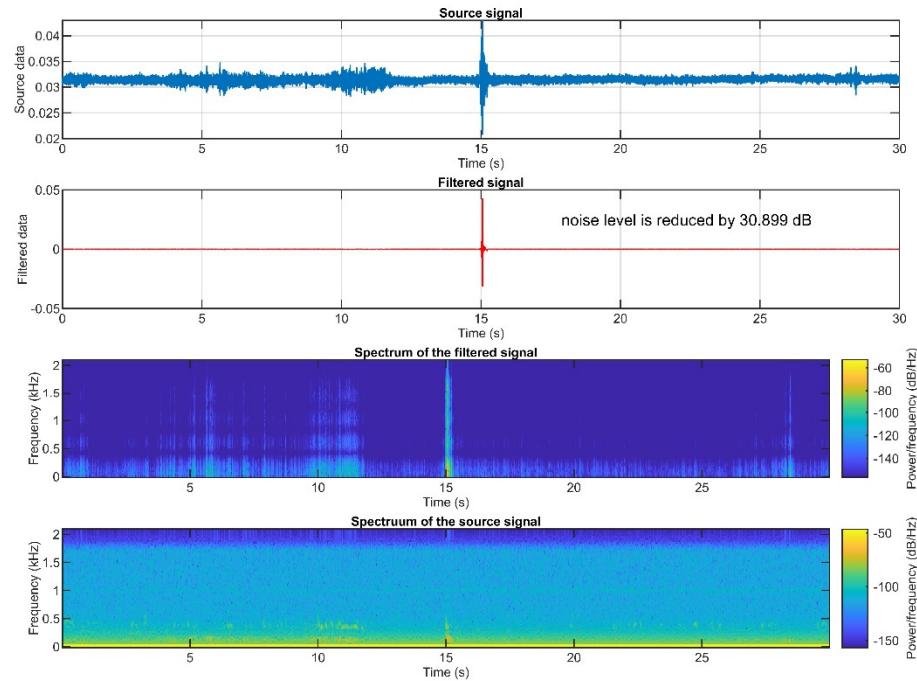 Source signal
0.04
0.035
0.03
0.025
0.02
Source data
0 5 10 15 20 25 30
Time (s)
Filtered signal
0.05
0
-0.05
Filtered data
noise level is reduced by 30.899 dB
0 5 10 15 20 25 30
Time (s)
Spectrum of the filtered signal
2
1.5
1
0.5
0
Frequency (kHz)
5 10 15 20 25
Time (s)
-60
-80
-100
-120
-140
Power/frequency (dB/Hz)
Spectruum of the source signal
2
1.5
1
0.5
0
Frequency (kHz)
5 10 15 20 25
Time (s)
-50
-100
-150
Power/frequency (dB/Hz)